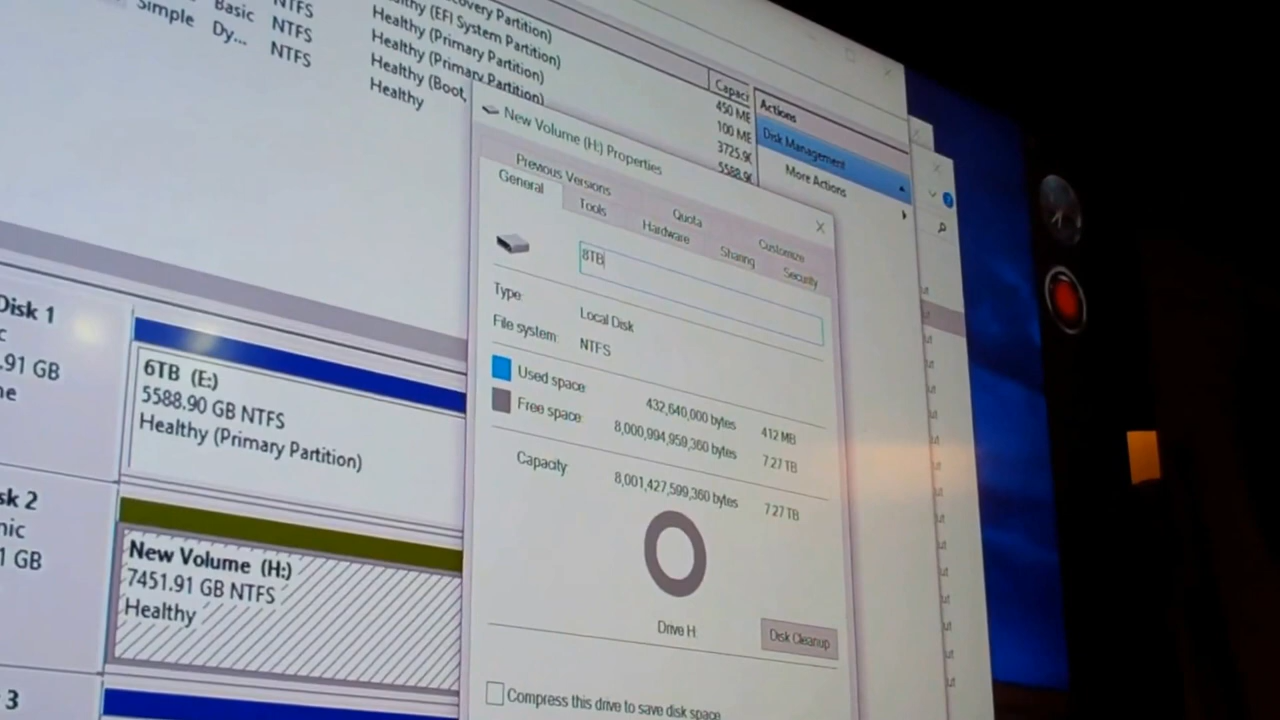 NTFS
Basic NTFS
Simple Dy... NTFS
overy Partition)
(EFI System Partition)
Healthy (Primary Partition)
Healthy (Primary Partition)
Healthy (Boot,
Healthy
450
100
3725.9
5588.9
Actions
Disk Management
More Actions
New Volume (H:) Properties
Previous Versions Quota Customize
General Tools Hardware Sharing Security
8TB
Type: Local Disk
File system: NTFS
Used space: 432,640,000 bytes 412 MB
Free space: 8,000,994,959,360 bytes 7.27 TB
Capacity: 8,001,427,599,360 bytes 7.27 TB
Drive H:
Disk Cleanup
Compress this drive to save disk space
Disk 1
.91 GB
6TB (E:)
5588.90 GB NTFS
Healthy (Primary Partition)
sk 2
1 GB
New Volume (H:)
7451.91 GB NTFS
Healthy
3